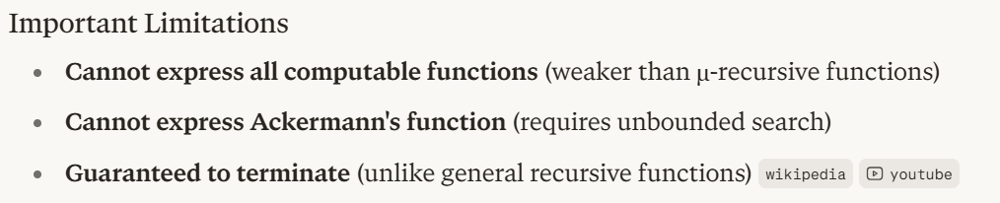 Important Limitations
• Cannot express all computable functions (weaker than μ-recursive functions)
• Cannot express Ackermann's function (requires unbounded search)
• Guaranteed to terminate (unlike general recursive functions) wikipedia youtube